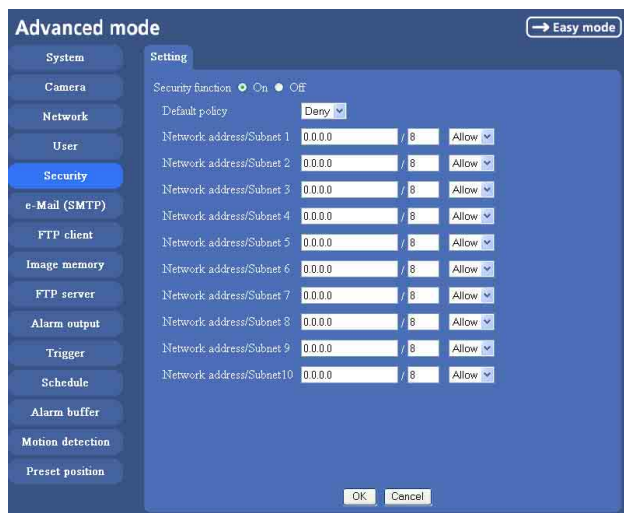 Advanced mode
→ Easy mode
System
Camera
Network
User
Security
e-Mail (SMTP)
FTP client
Image memory
FTP server
Alarm output
Trigger
Schedule
Alarm buffer
Motion detection
Preset position
Setting
Security function On Off
Default policy Deny
Network address/Subnet 1 0.0.0.0 / 8 Allow
Network address/Subnet 2 0.0.0.0 / 8 Allow
Network address/Subnet 3 0.0.0.0 / 8 Allow
Network address/Subnet 4 0.0.0.0 / 8 Allow
Network address/Subnet 5 0.0.0.0 / 8 Allow
Network address/Subnet 6 0.0.0.0 / 8 Allow
Network address/Subnet 7 0.0.0.0 / 8 Allow
Network address/Subnet 8 0.0.0.0 / 8 Allow
Network address/Subnet 9 0.0.0.0 / 8 Allow
Network address/Subnet10 0.0.0.0 / 8 Allow
OK Cancel